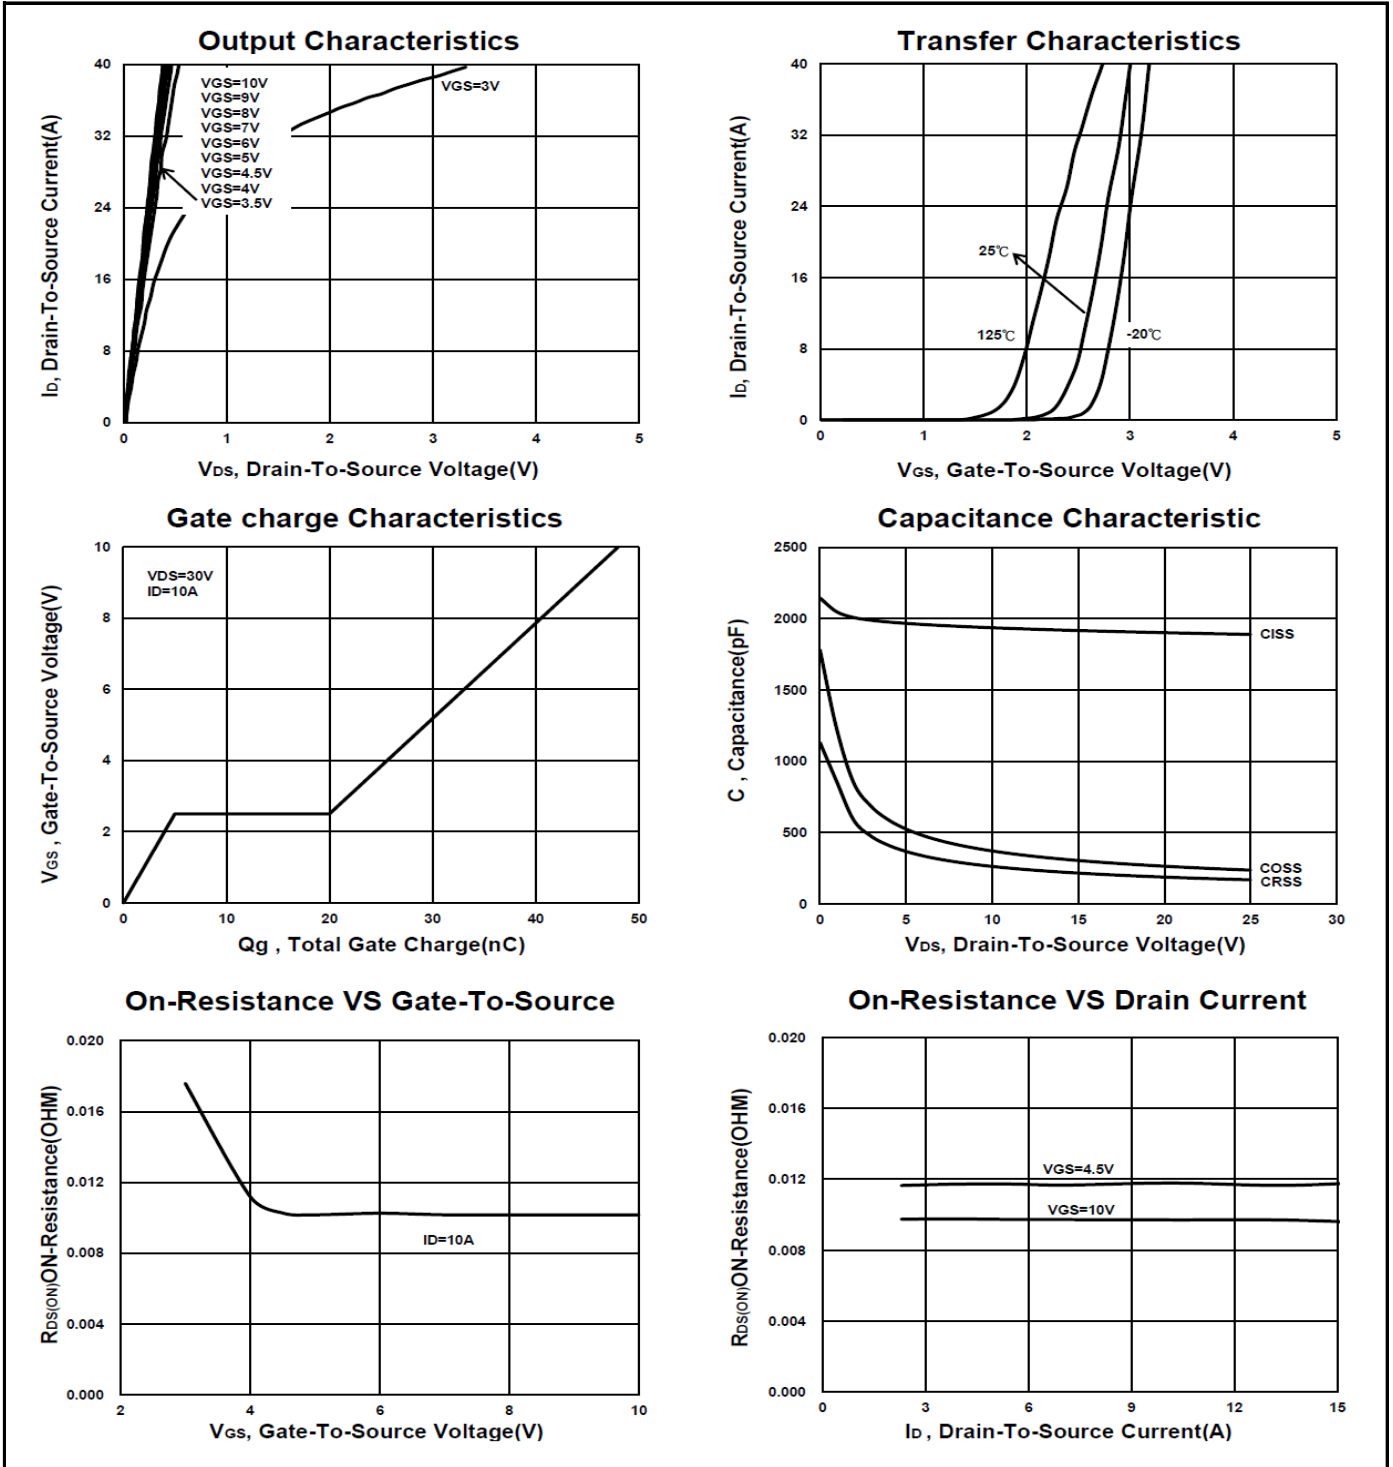 Output Characteristics
40
32
24
16
8
0
0
1
2
3
4
5
VGS=10V
VGS=9V
VGS=8V
VGS=7V
VGS=6V
VGS=5V
VGS=4.5V
VGS=4V
VGS=3.5V
VGS=3V
ID, Drain-To-Source Current(A)
VDS, Drain-To-Source Voltage(V)
Transfer Characteristics
40
32
24
16
8
0
0
1
2
3
4
5
25℃
125℃
-20℃
ID, Drain-To-Source Current(A)
VGS, Gate-To-Source Voltage(V)
Gate charge Characteristics
10
8
6
4
2
0
0
10
20
30
40
50
VDS=30V
ID=10A
VGS , Gate-To-Source Voltage(V)
Qg , Total Gate Charge(nC)
Capacitance Characteristic
2500
2000
1500
1000
500
0
0
5
10
15
20
25
30
CISS
COSS
CRSS
C , Capacitance(pF)
VDS, Drain-To-Source Voltage(V)
On-Resistance VS Gate-To-Source
0.020
0.016
0.012
0.008
0.004
0.000
2
4
6
8
10
ID=10A
RDS(ON)ON-Resistance(OHM)
VGS, Gate-To-Source Voltage(V)
On-Resistance VS Drain Current
0.020
0.016
0.012
0.008
0.004
0.000
0
3
6
9
12
15
VGS=4.5V
VGS=10V
RDS(ON)ON-Resistance(OHM)
ID , Drain-To-Source Current(A)